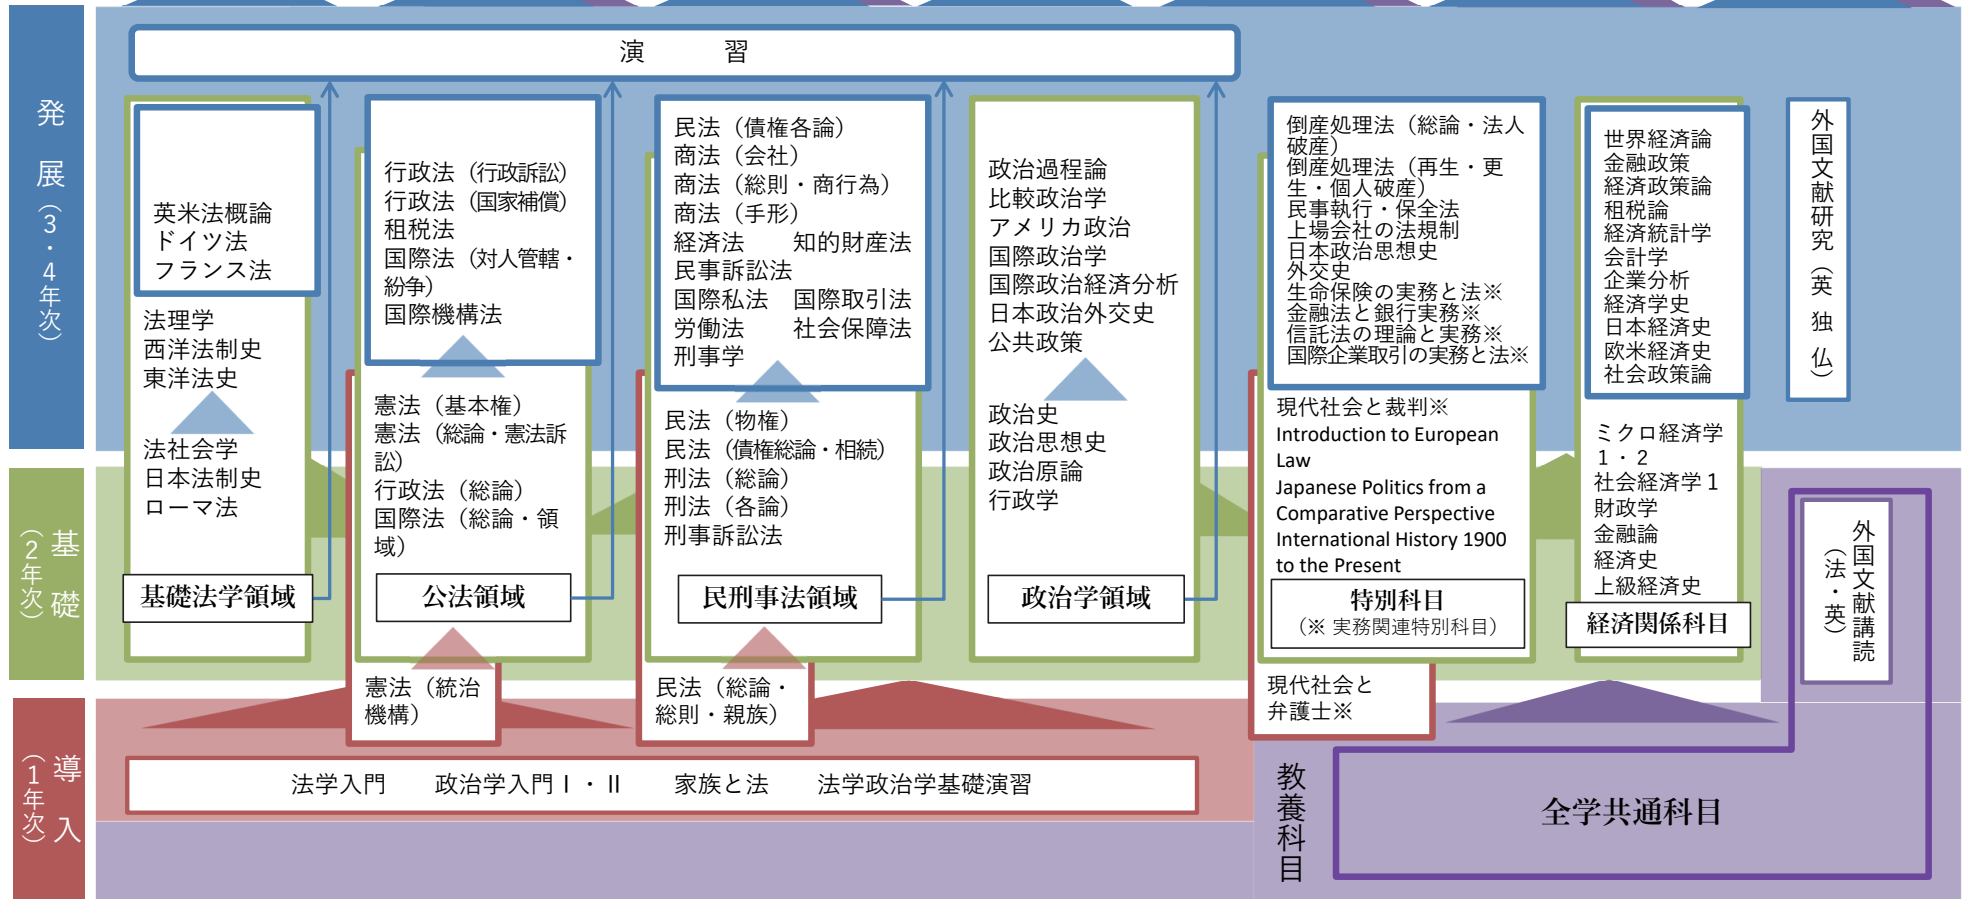 発展（3・4年次）
演習
英米法概論
ドイツ法
フランス法
法理学
西洋法制史
東洋法史
法社会学
日本法制史
ローマ法
基礎法学領域
行政法（行政訴訟）
行政法（国家補償）
租税法
国際法（対人管轄・
紛争）
国際機構法
憲法（基本権）
憲法（総論・憲法訴
訟）
行政法（総論）
国際法（総論・領
域）
公法領域
憲法（統治
機構）
民法（債権各論）
商法（会社）
商法（総則・商行為）
商法（手形）
経済法　知的財産法
民事訴訟法
国際私法　国際取引法
労働法　社会保障法
刑事学
民法（物権）
民法（債権総論・相続）
刑法（総論）
刑法（各論）
刑事訴訟法
民刑事法領域
民法（総論・
総則・親族）
政治過程論
比較政治学
アメリカ政治
国際政治学
国際政治経済分析
日本政治外交史
公共政策
政治史
政治思想史
政治原論
行政学
政治学領域
倒産処理法（総論・法人
破産）
倒産処理法（再生・更
生・個人破産）
民事執行・保全法
上場会社の法規制
日本政治思想史
外交史
生命保険の実務と法※
金融法と銀行実務※
信託法の理論と実務※
国際企業取引の実務と法※
現代社会と裁判※
Introduction to European
Law
Japanese Politics from a
Comparative Perspective
International History 1900
to the Present
特別科目
（※ 実務関連特別科目）
現代社会と
弁護士※
世界経済論
金融政策
経済政策論
租税論
経済統計学
会計学
企業分析
経済学史
日本経済史
欧米経済史
社会政策論
ミクロ経済学
1・2
社会経済学1
財政学
金融論
経済史
上級経済史
経済関係科目
外国文献研究（英 独 仏）
基礎
（2年次）
外国文献講読
（法・英）
導入
（1年次）
法学入門　政治学入門Ⅰ・Ⅱ　家族と法　法学政治学基礎演習
教養科目
全学共通科目